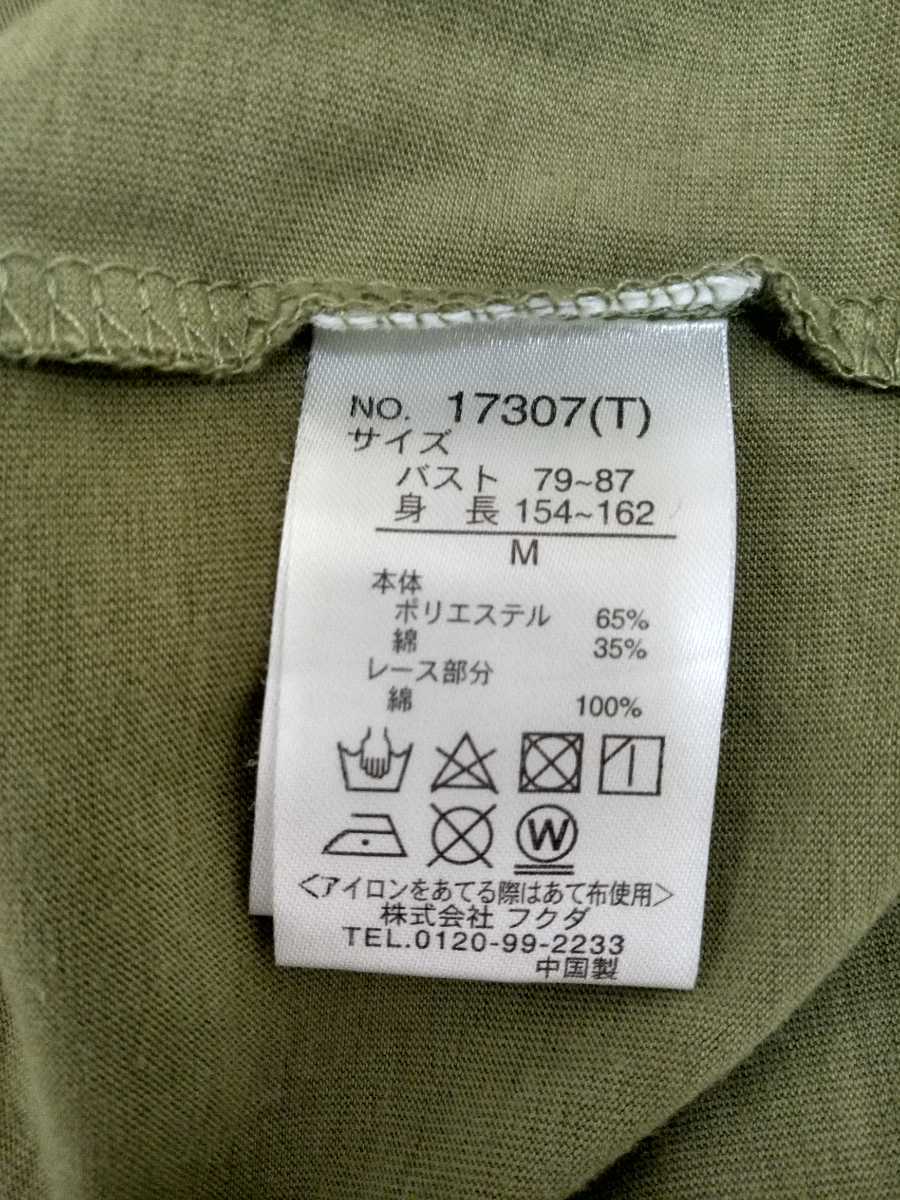 NO. 17307(T)
サイズ
バスト 79~87
身 長 154~162
M
本体
ポリエステル 65%
綿 35%
レース部分
綿 100%
W
<アイロンをあてる際はあて布使用>
株式会社 フクダ
TEL.0120-99-2233
中国製